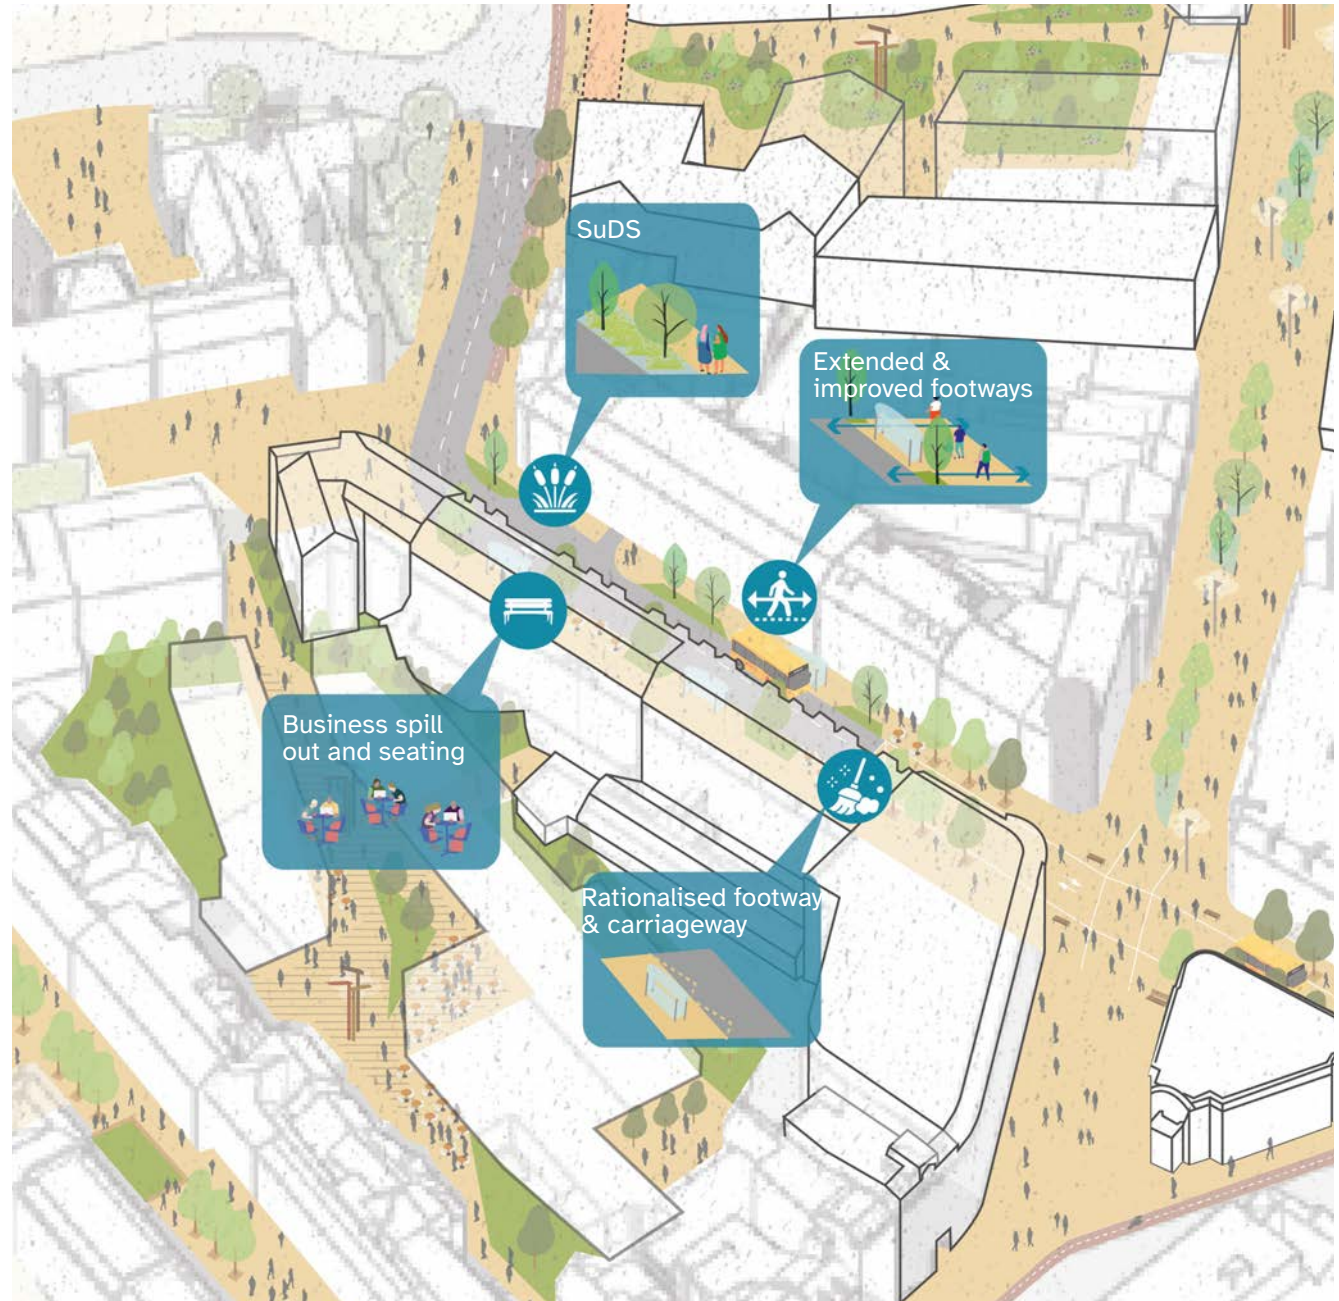 SuDS
Extended &
improved footways
Business spill
out and seating
Rationalised footway
& carriageway